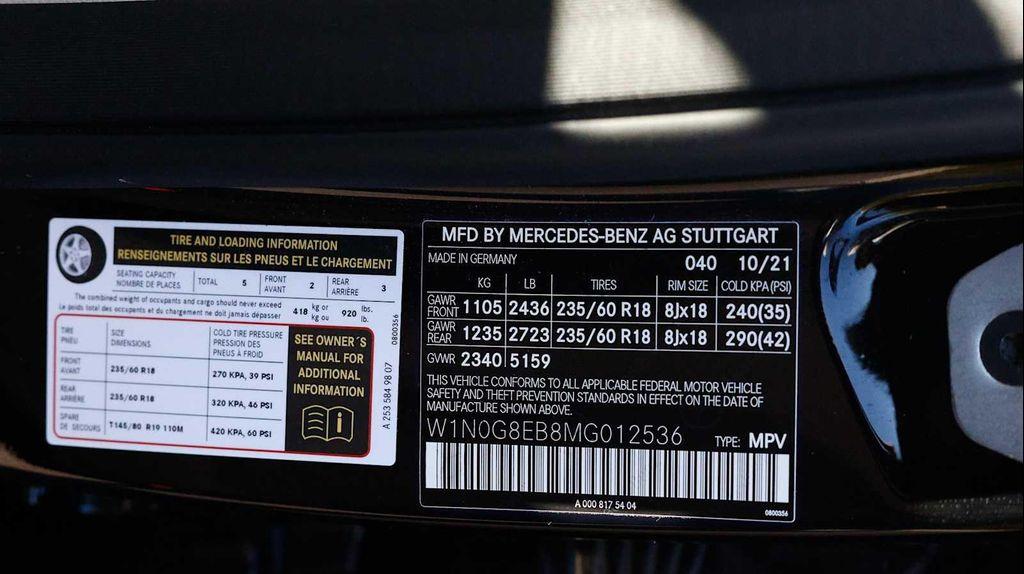 TIRE AND LOADING INFORMATION
RENSEIGNEMENTS SUR LES PNEUS ET LE CHARGEMENT
SEATING CAPACITY
NOMBRE DE PLACES
TOTAL 5
FRONT
AVANT
2
REAR
ARRIÈRE
3
The combined weight of occupants and cargo should never exceed
Le poids total des occupants et du chargement ne doit jamais dépasser
418 kg or
kg ou
920 lbs.
lb.
TIRE
PNEU
SIZE
DIMENSIONS
COLD TIRE PRESSURE
PRESSION DES
PNEUS À FROID
FRONT
AVANT
235/60 R18
270 KPA, 39 PSI
REAR
ARRIÈRE
235/60 R18
320 KPA, 46 PSI
SPARE
DE SECOURS
T145/80 R19 110M
420 KPA, 60 PSI
SEE OWNER´S
MANUAL FOR
ADDITIONAL
INFORMATION
0800356
A 253 584 98 07
MFD BY MERCEDES-BENZ AG STUTTGART
MADE IN GERMANY
040 10/21
KG LB TIRES RIM SIZE COLD KPA(PSI)
GAWR
FRONT
1105 2436 235/60 R18 8Jx18 240(35)
GAWR
REAR
1235 2723 235/60 R18 8Jx18 290(42)
GVWR 2340 5159
THIS VEHICLE CONFORMS TO ALL APPLICABLE FEDERAL MOTOR VEHICLE
SAFETY AND THEFT PREVENTION STANDARDS IN EFFECT ON THE DATE OF
MANUFACTURE SHOWN ABOVE.
W1N0G8EB8MG012536
TYPE: MPV
A 000 817 54 04
0800356